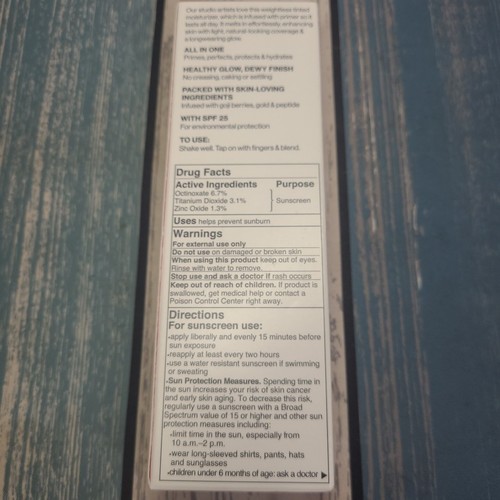 Our studio artists love this weightless tinted
moisturizer, which is infused with primer so it
lasts all day. It melts in effortlessly, enhancing
skin with light, natural looking coverage &
a longwearing glow.
ALL IN ONE
Primes, perfects, protects & hydrates
HEALTHY GLOW, DEWY FINISH
No creasing, caking or settling
PACKED WITH SKIN-LOVING
INGREDIENTS
Infused with goji berries, gold & peptide
WITH SPF 25
For environmental protection
TO USE:
Shake well. Tap on with fingers & blend.
Drug Facts
Active Ingredients Purpose
Octinoxate 6.7%
Titanium Dioxide 3.1% Sunscreen
Zinc Oxide 1.3%
Uses helps prevent sunburn
Warnings
For external use only
Do not use on damaged or broken skin
When using this product keep out of eyes.
Rinse with water to remove.
Stop use and ask a doctor if rash occurs
Keep out of reach of children. If product is
swallowed, get medical help or contact a
Poison Control Center right away.
Directions
For sunscreen use:
•apply liberally and evenly 15 minutes before
sun exposure
•reapply at least every two hours
•use a water resistant sunscreen if swimming
or sweating
•Sun Protection Measures. Spending time in
the sun increases your risk of skin cancer
and early skin aging. To decrease this risk,
regularly use a sunscreen with a Broad
Spectrum value of 15 or higher and other sun
protection measures including:
•limit time in the sun, especially from
10 a.m.–2 p.m.
•wear long-sleeved shirts, pants, hats
and sunglasses
•children under 6 months of age: ask a doctor ▶